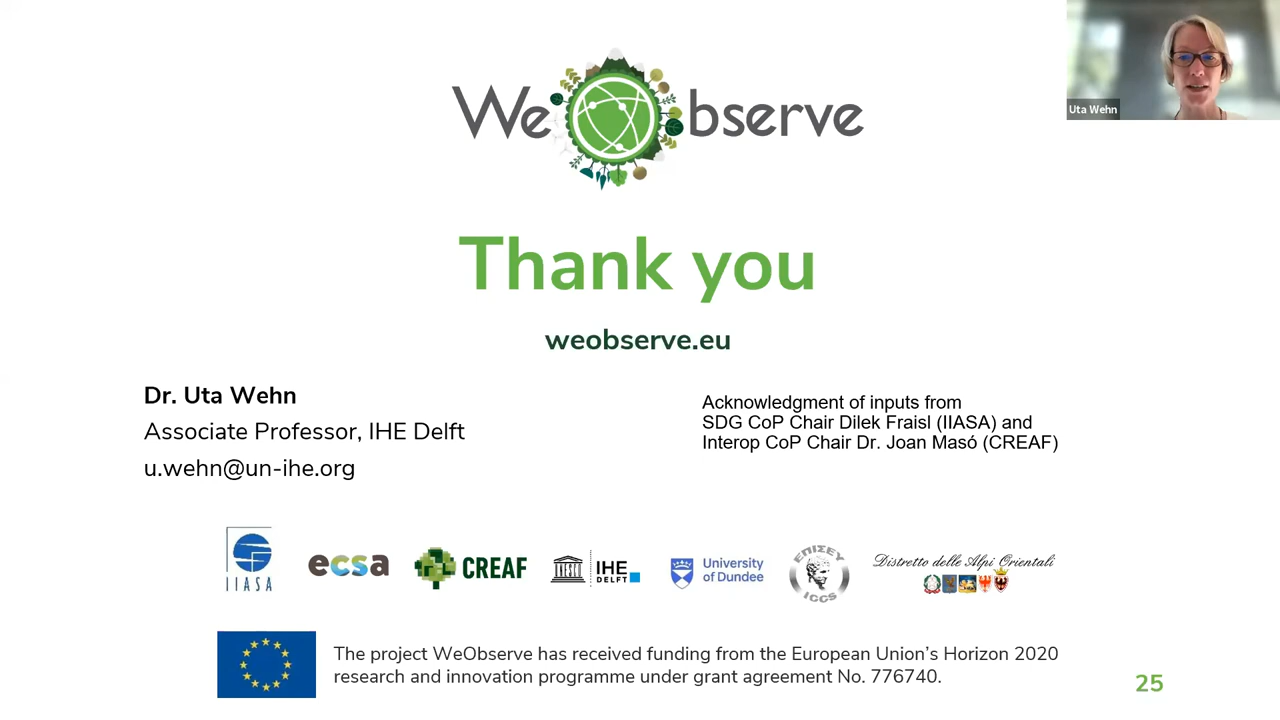 WeObserve
Uta Wehn
Thank you
weobserve.eu
Dr. Uta Wehn
Associate Professor, IHE Delft
u.wehn@un-ihe.org
Acknowledgment of inputs from
SDG CoP Chair Dilek Fraisl (IIASA) and
Interop CoP Chair Dr. Joan Masó (CREAF)
IIASA
ecsa
CREAF
UNESCO
IHE
DELFT
University
of Dundee
ΕΠΙΣΕΥ
ICCS
Distretto delle Alpi Orientali
The project WeObserve has received funding from the European Union’s Horizon 2020
research and innovation programme under grant agreement No. 776740.
25